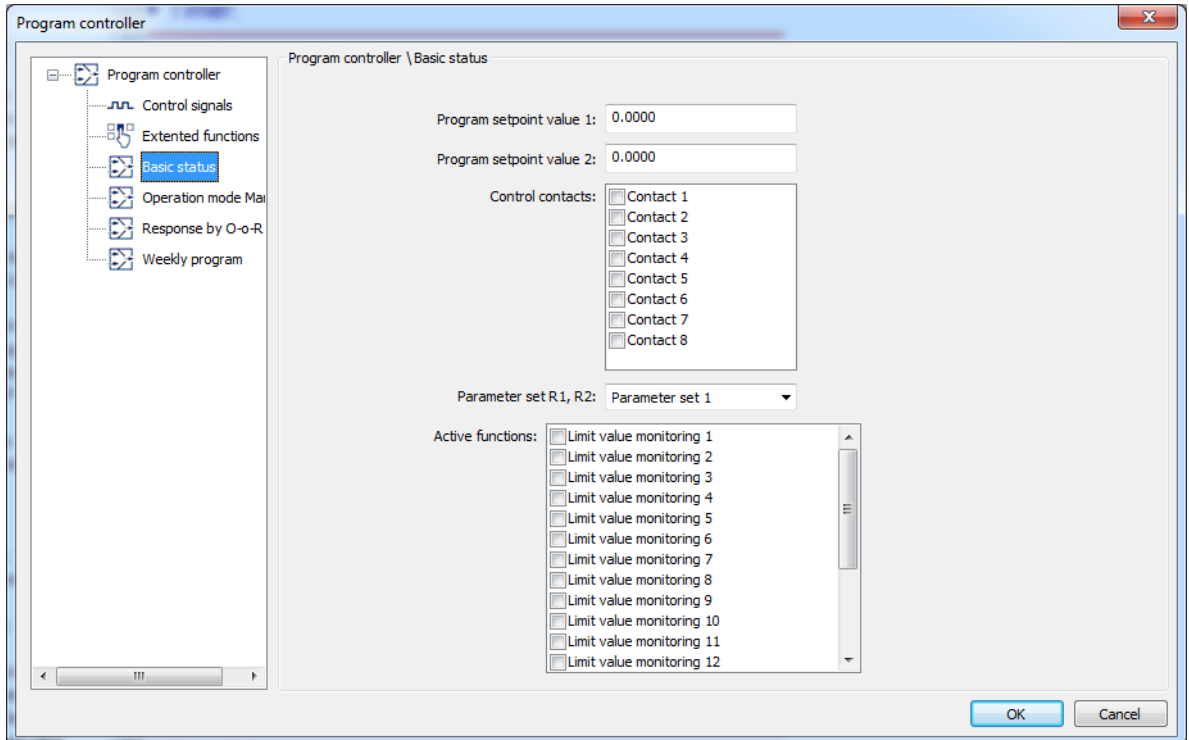 Program controller
Program controller
Control signals
Extented functions
Basic status
Operation mode Mar
Response by O-o-R
Weekly program
Program controller \ Basic status
Program setpoint value 1: 0.0000
Program setpoint value 2: 0.0000
Control contacts:
Contact 1
Contact 2
Contact 3
Contact 4
Contact 5
Contact 6
Contact 7
Contact 8
Parameter set R1, R2: Parameter set 1
Active functions:
Limit value monitoring 1
Limit value monitoring 2
Limit value monitoring 3
Limit value monitoring 4
Limit value monitoring 5
Limit value monitoring 6
Limit value monitoring 7
Limit value monitoring 8
Limit value monitoring 9
Limit value monitoring 10
Limit value monitoring 11
Limit value monitoring 12
OK Cancel